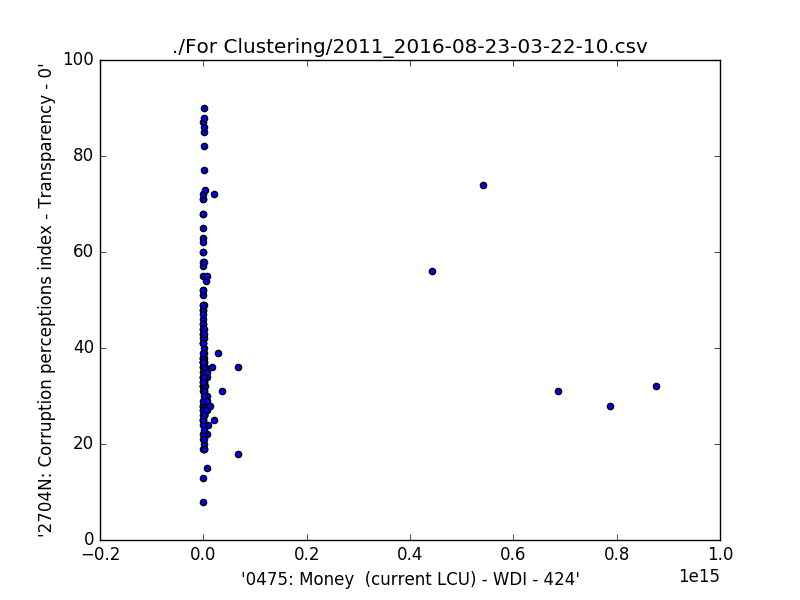 ./For Clustering/2011_2016-08-23-03-22-10.csv
'2704N: Corruption perceptions index - Transparency - 0'
100
80
60
40
20
0
−0.2 0.0 0.2 0.4 0.6 0.8 1.0
1e15
'0475: Money  (current LCU) - WDI - 424'